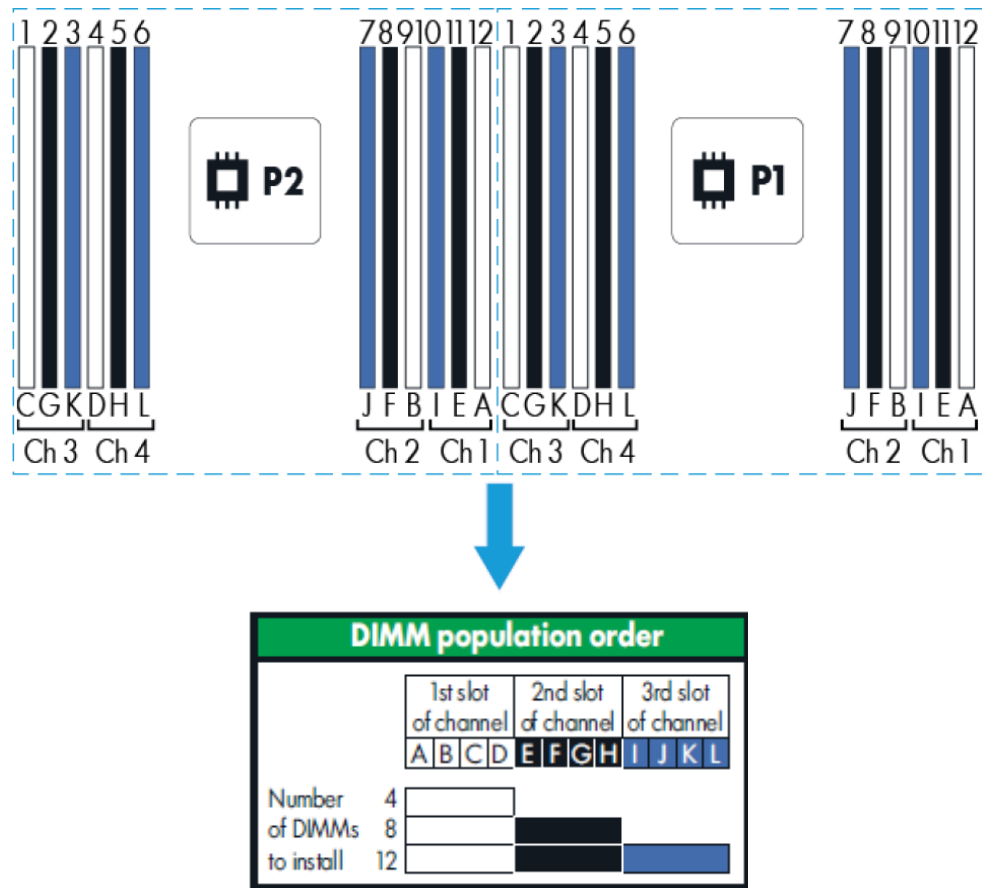 1 2 3 4 5 6 7 8 9 10 11 12 1 2 3 4 5 6 7 8 9 10 11 12
P2 P1
C G K D H L J F B I E A C G K D H L J F B I E A
Ch 3 Ch 4 Ch 2 Ch 1 Ch 3 Ch 4 Ch 2 Ch 1
DIMM population order
1st slot 2nd slot 3rd slot
of channel of channel of channel
A B C D E F G H I J K L
Number 4
of DIMMs 8
to install 12